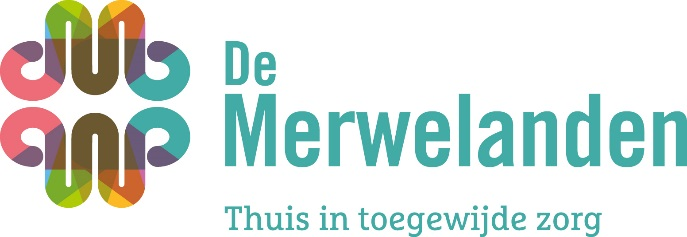 De
Merwelanden
Thuis in toegewijde zorg